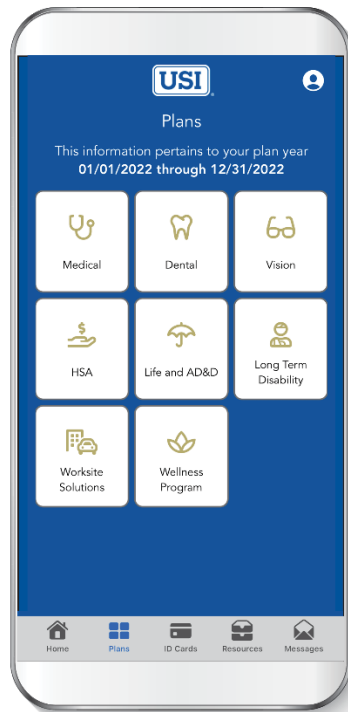 USI
Plans
This information pertains to your plan year
01/01/2022 through 12/31/2022
Medical
Dental
Vision
$
HSA
Life and AD&D
Long Term
Disability
Worksite
Solutions
Wellness
Program
Home
Plans
ID Cards
Resources
Messages